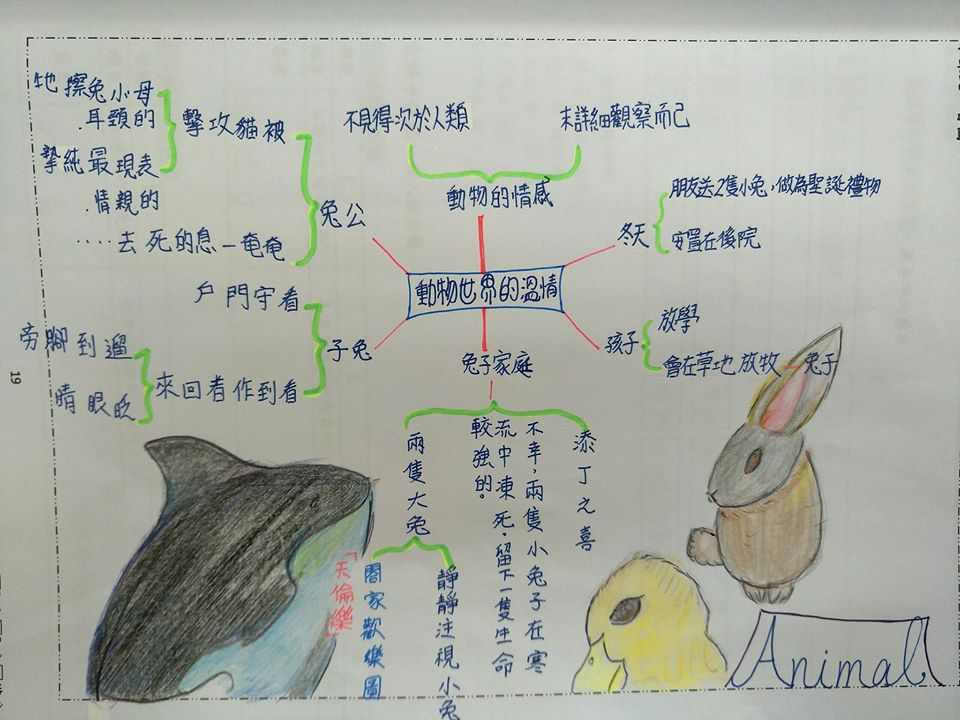 動物世界的溫情
動物的情感
不見得次於人類
未詳細觀察而已
冬天
朋友送2隻小兔,做為聖誕禮物
安置在後院
孩子
放學
會在草地放牧一兔子
兔子家庭
添丁之喜
不幸,兩隻小兔子在寒
流中凍死.留下一隻生命
較強的。
兩隻大兔
靜靜注視小兔
闔家歡樂圖
「天倫樂」
兔子
看守門戶
看到作者回來
遛到腳旁
眨眼睛
公兔
被貓攻擊
母小兔擦牠
的頸耳.
表現最純摯
的親情.
奄奄一息的死去····
Animal
19